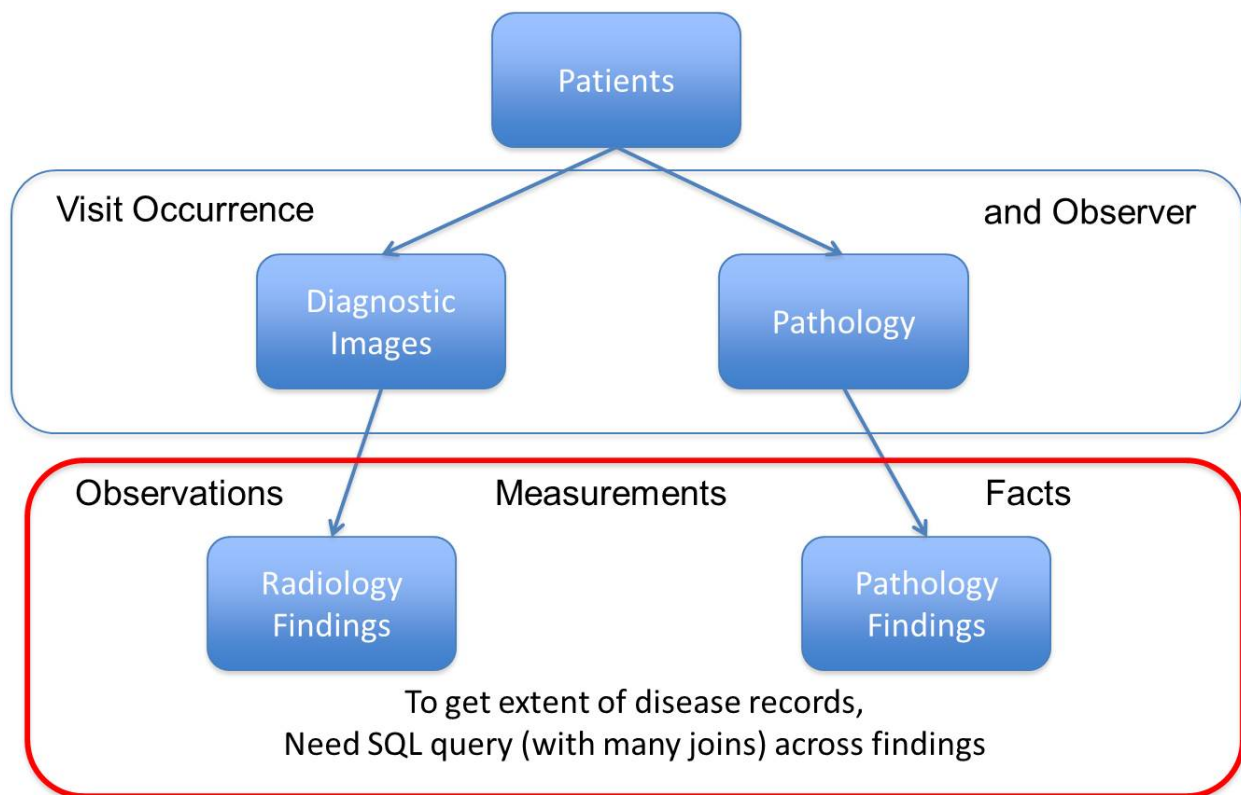 Patients
Visit Occurrence
and Observer
Diagnostic
Images
Pathology
Observations
Measurements
Facts
Radiology
Findings
Pathology
Findings
To get extent of disease records,
Need SQL query (with many joins) across findings